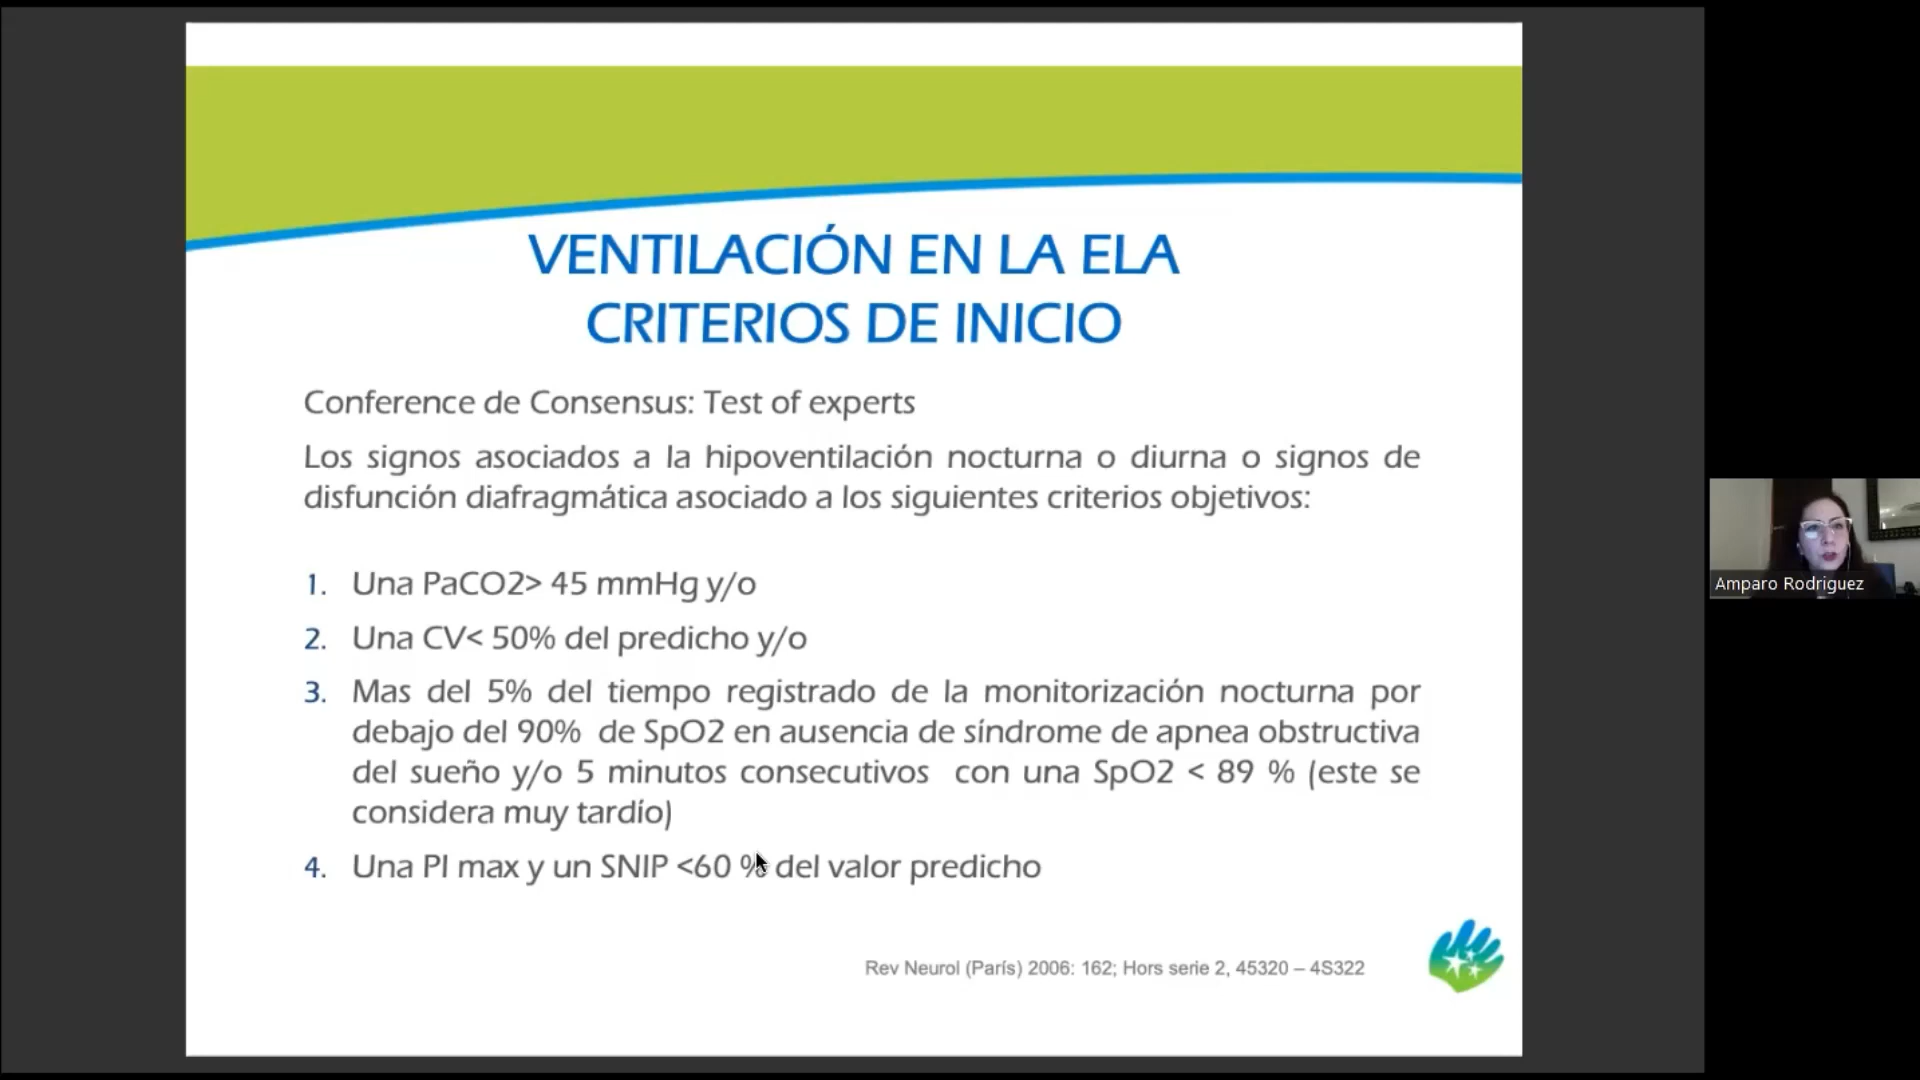 VENTILACIÓN EN LA ELA
CRITERIOS DE INICIO
Conference de Consensus: Test of experts
Los signos asociados a la hipoventilación nocturna o diurna o signos de
disfunción diafragmática asociado a los siguientes criterios objetivos:
1. Una PaCO2> 45 mmHg y/o
2. Una CV< 50% del predicho y/o
3. Mas del 5% del tiempo registrado de la monitorización nocturna por
debajo del 90% de SpO2 en ausencia de síndrome de apnea obstructiva
del sueño y/o 5 minutos consecutivos con una SpO2 < 89 % (este se
considera muy tardío)
4. Una PI max y un SNIP <60 % del valor predicho
Rev Neurol (París) 2006: 162; Hors serie 2, 45320 – 4S322
Amparo Rodriguez